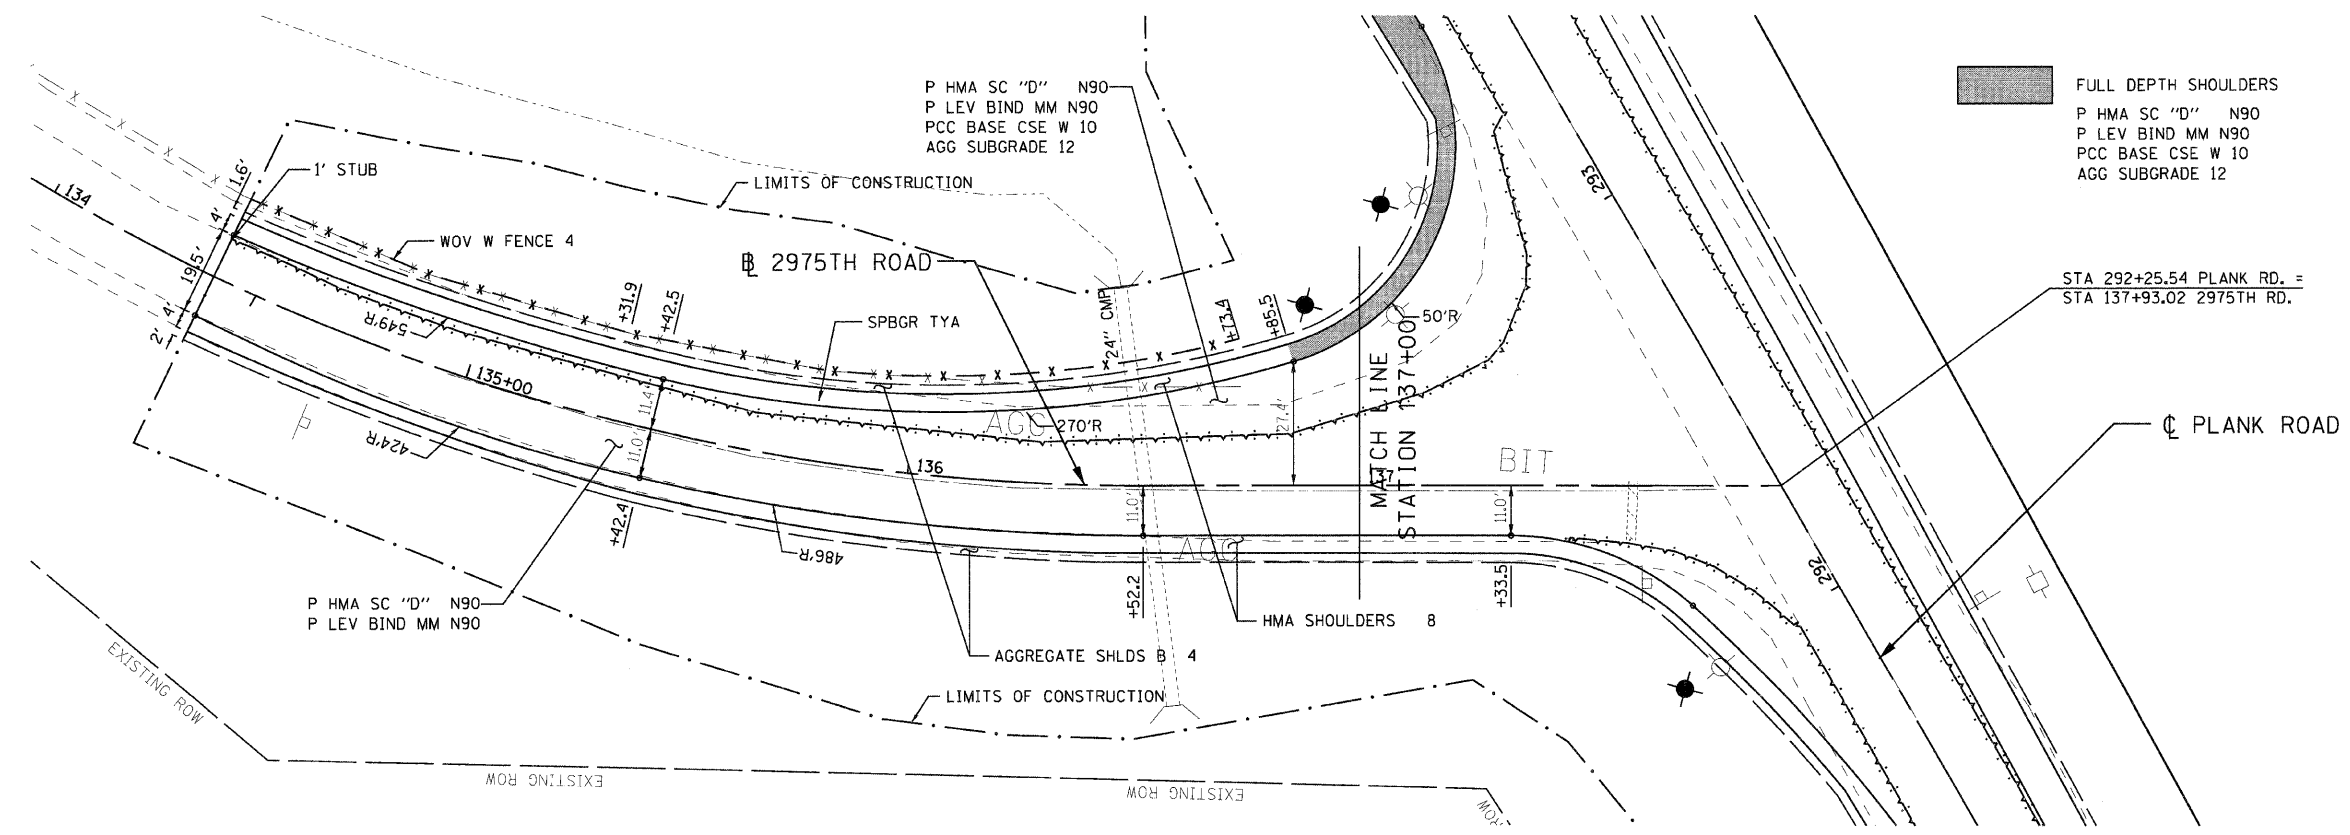 P HMA SC "D" N90
P LEV BIND MM N90
PCC BASE CSE W 10
AGG SUBGRADE 12
FULL DEPTH SHOULDERS
P HMA SC "D" N90
P LEV BIND MM N90
PCC BASE CSE W 10
AGG SUBGRADE 12
1' STUB
LIMITS OF CONSTRUCTION
134
1.6'
4'
19.5'
4'
2'
WOV W FENCE 4
℄ 2975TH ROAD
293
STA 292+25.54 PLANK RD. =
STA 137+93.02 2975TH RD.
549'R
+31.9
+42.5
SPBGR TYA
24" CMP
+73.4
+85.5
50'R
MATCH LINE
STATION 137+00
135+00
11.4'
11.0'
AGG
270'R
27.4'
℄ PLANK ROAD
424'R
136
137
BIT
+42.4
486'R
11.0'
AGG
11.0'
292
+52.2
+33.5
P HMA SC "D" N90
P LEV BIND MM N90
HMA SHOULDERS 8
AGGREGATE SHLDS B 4
LIMITS OF CONSTRUCTION
EXISTING ROW
EXISTING ROW
EXISTING ROW
ROW